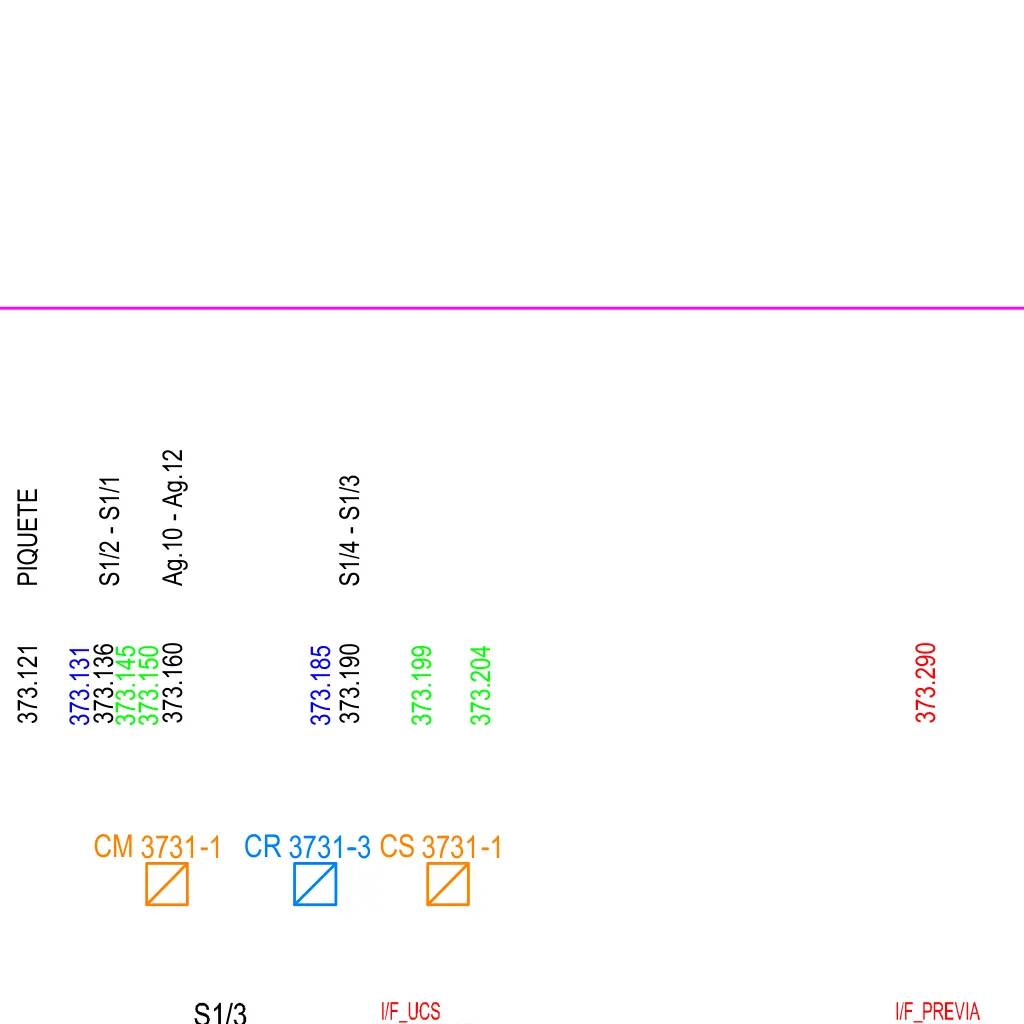 PIQUETE
S1/2 - S1/1
Ag.10 - Ag.12
S1/4 - S1/3
373.121
373.131
373.136
373.145
373.150
373.160
373.185
373.190
373.199
373.204
373.290
CM 3731-1
CR 3731-3
CS 3731-1
S1/3
I/F_UCS
I/F_PREVIA